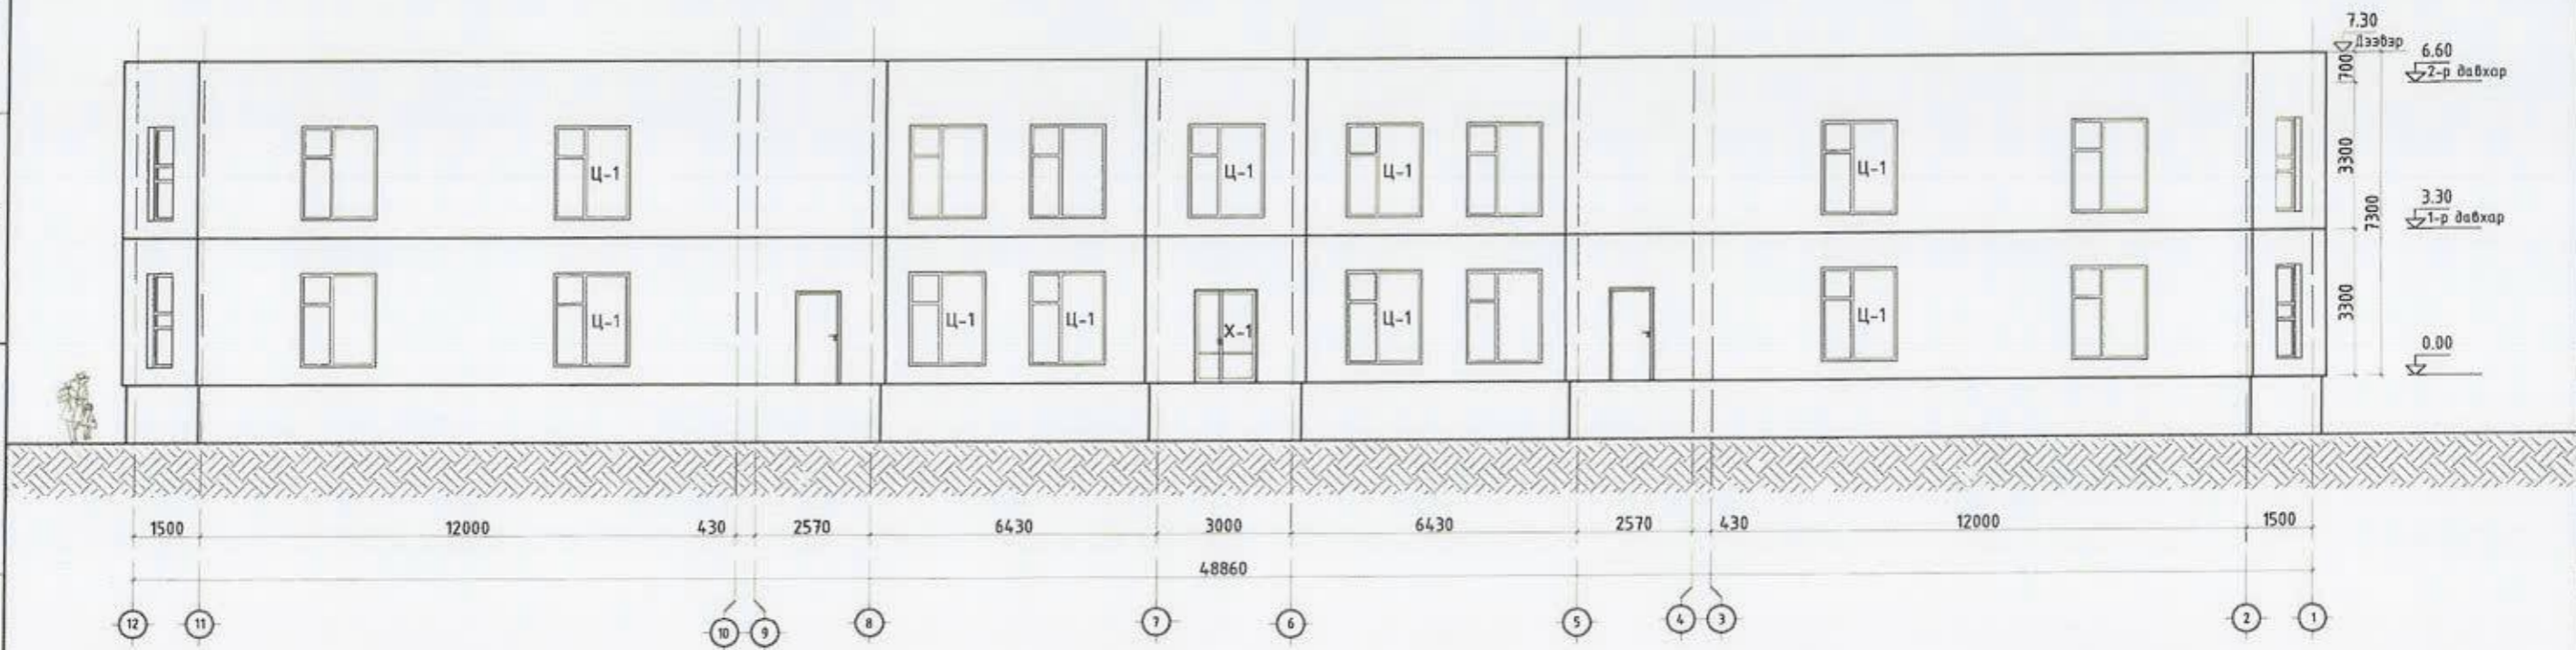 7.30
Дээвэр
6.60
2-р давхар
700
Ц-1
Ц-1
Ц-1
Ц-1
3300
3.30
1-р давхар
7300
Ц-1
Ц-1
Ц-1
Х-1
Ц-1
Ц-1
3300
0.00
1500 12000 430 2570 6430 3000 6430 2570 430 12000 1500
48860
12 11 10 9 8 7 6 5 4 3 2 1